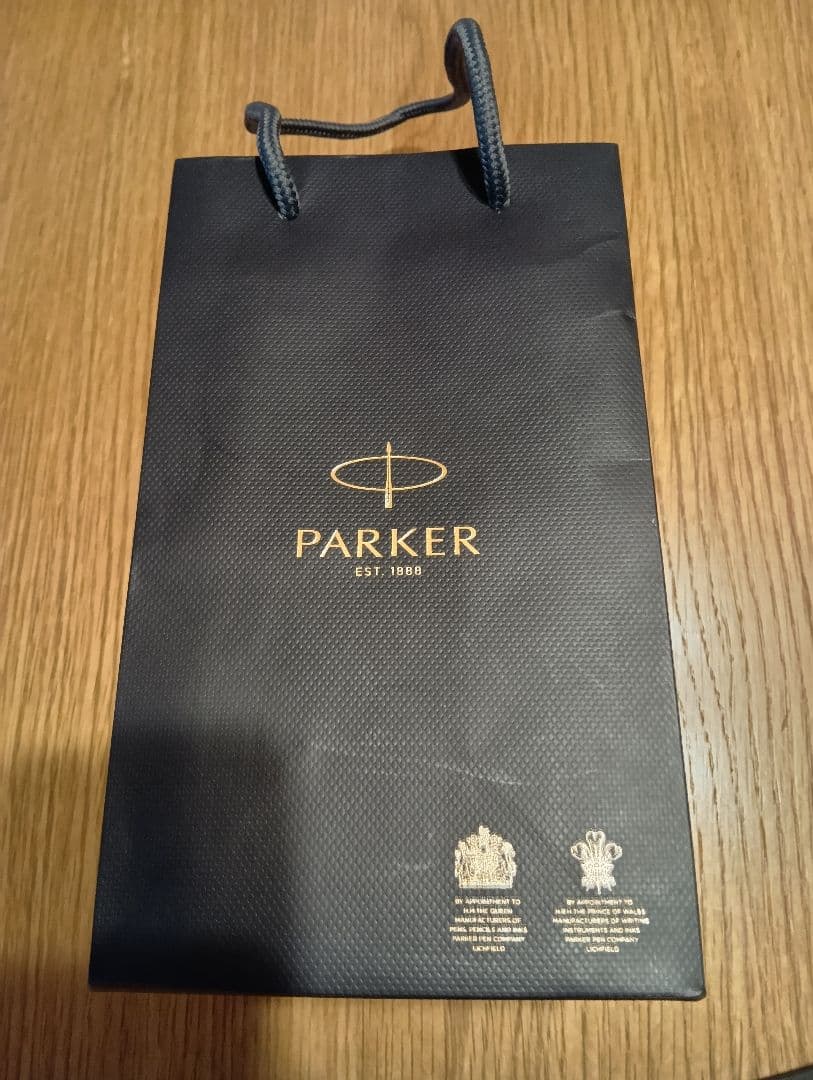 PARKER
EST. 1888
BY APPOINTMENT TO
H.M. THE QUEEN
MANUFACTURERS OF
PENS, PENCILS AND INKS
PARKER PEN COMPANY
LICHFIELD
BY APPOINTMENT TO
H.R.H. THE PRINCE OF WALES
MANUFACTURERS OF WRITING
INSTRUMENTS AND INKS
PARKER PEN COMPANY
LICHFIELD